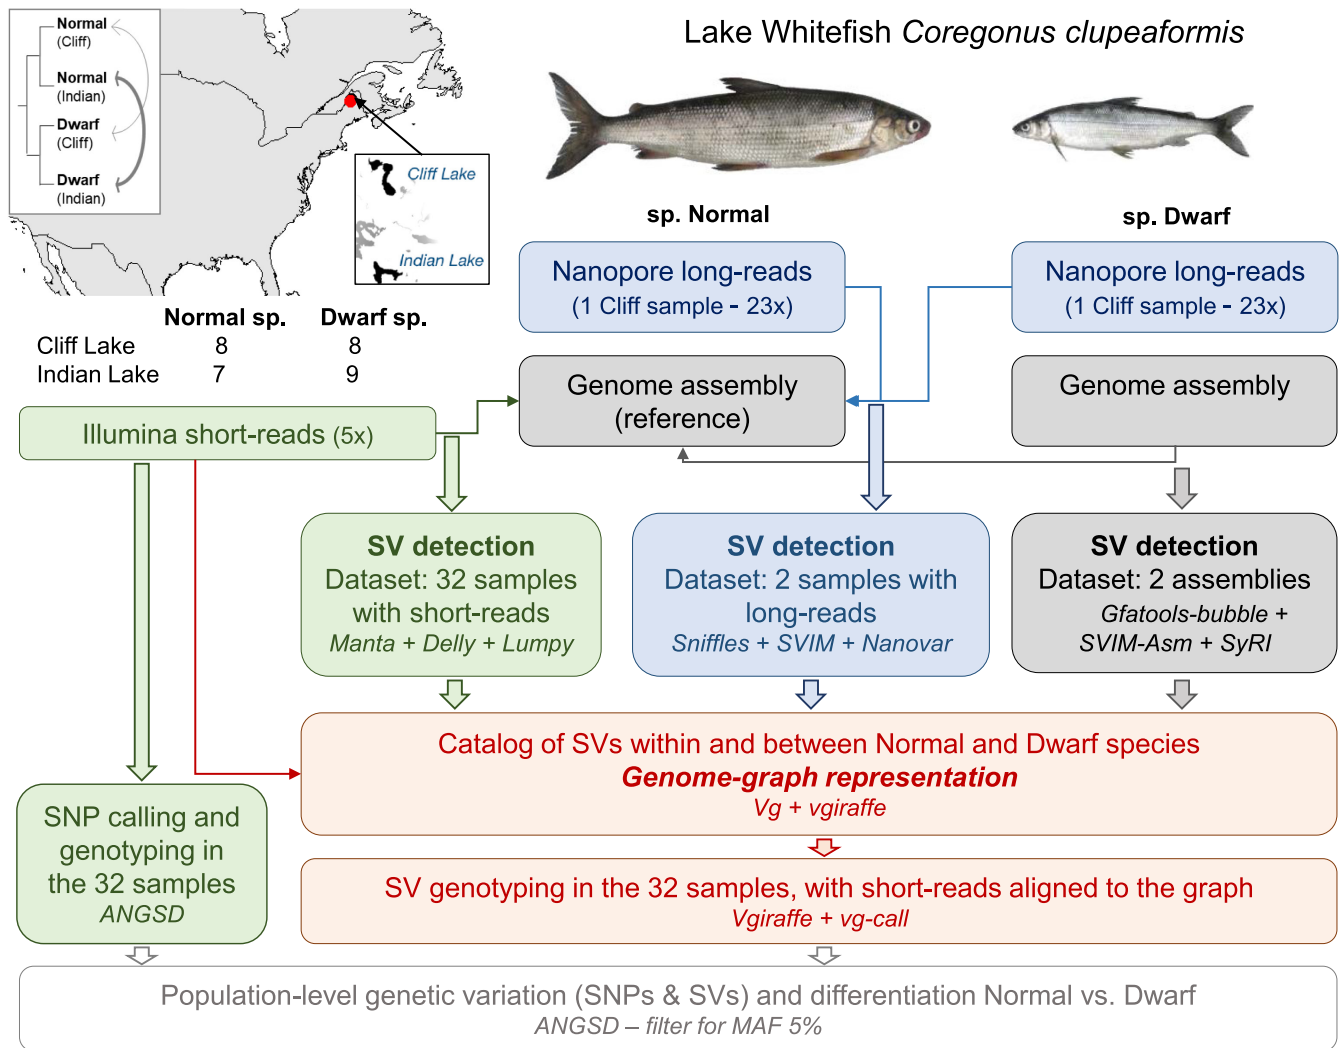 Normal
(Cliff)
Normal
(Indian)
Dwarf
(Cliff)
Dwarf
(Indian)
Cliff Lake
Indian Lake
Lake Whitefish Coregonus clupeaformis
sp. Normal
sp. Dwarf
Normal sp. Dwarf sp.
Cliff Lake 8 8
Indian Lake 7 9
Nanopore long-reads
(1 Cliff sample - 23x)
Nanopore long-reads
(1 Cliff sample - 23x)
Genome assembly
(reference)
Genome assembly
Illumina short-reads (5x)
SV detection
Dataset: 32 samples
with short-reads
Manta + Delly + Lumpy
SV detection
Dataset: 2 samples with
long-reads
Sniffles + SVIM + Nanovar
SV detection
Dataset: 2 assemblies
Gfatools-bubble +
SVIM-Asm + SyRI
Catalog of SVs within and between Normal and Dwarf species
Genome-graph representation
Vg + vgiraffe
SNP calling and
genotyping in
the 32 samples
ANGSD
SV genotyping in the 32 samples, with short-reads aligned to the graph
Vgiraffe + vg-call
Population-level genetic variation (SNPs & SVs) and differentiation Normal vs. Dwarf
ANGSD – filter for MAF 5%